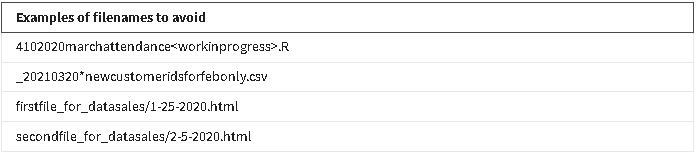 Examples of filenames to avoid
4102020marchattendance<workinprogress>.R
_20210320*newcustomeridsforfebonly.csv
firstfile_for_datasales/1-25-2020.html
secondfile_for_datasales/2-5-2020.html